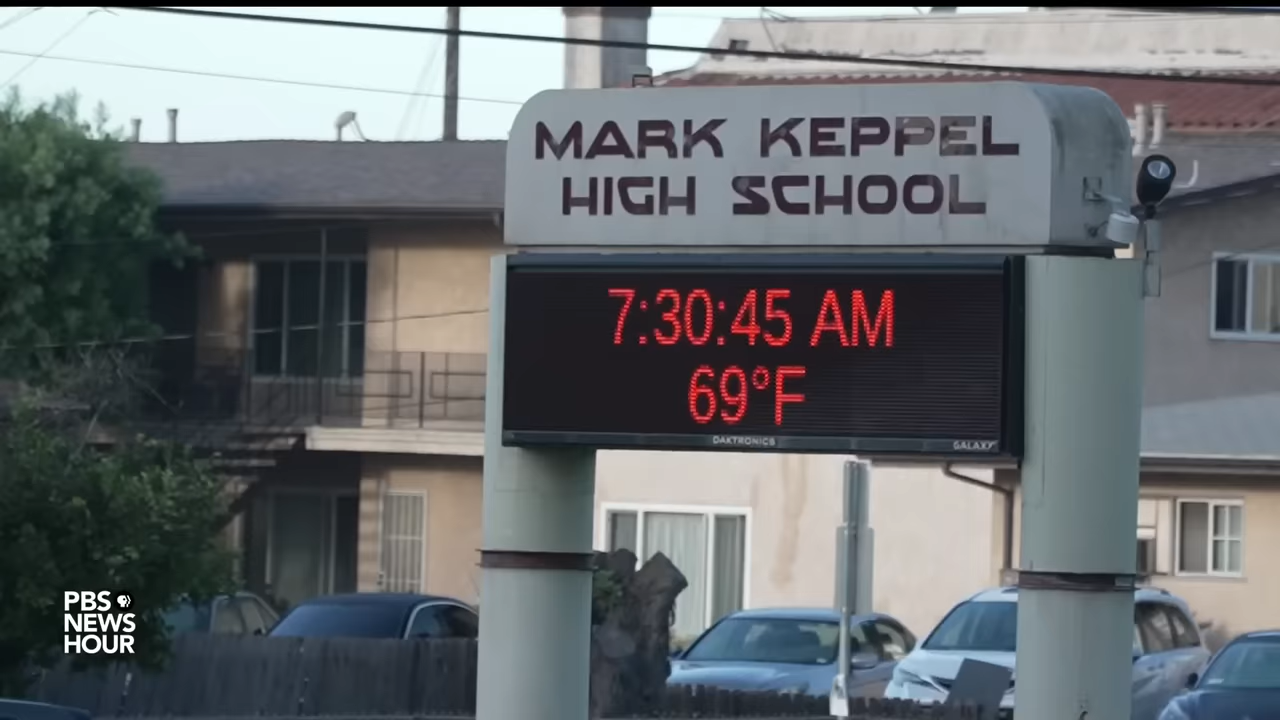 MARK KEPPEL
HIGH SCHOOL
7:30:45 AM
69°F
DAKTRONICS
GALAXY
PBS
NEWS
HOUR